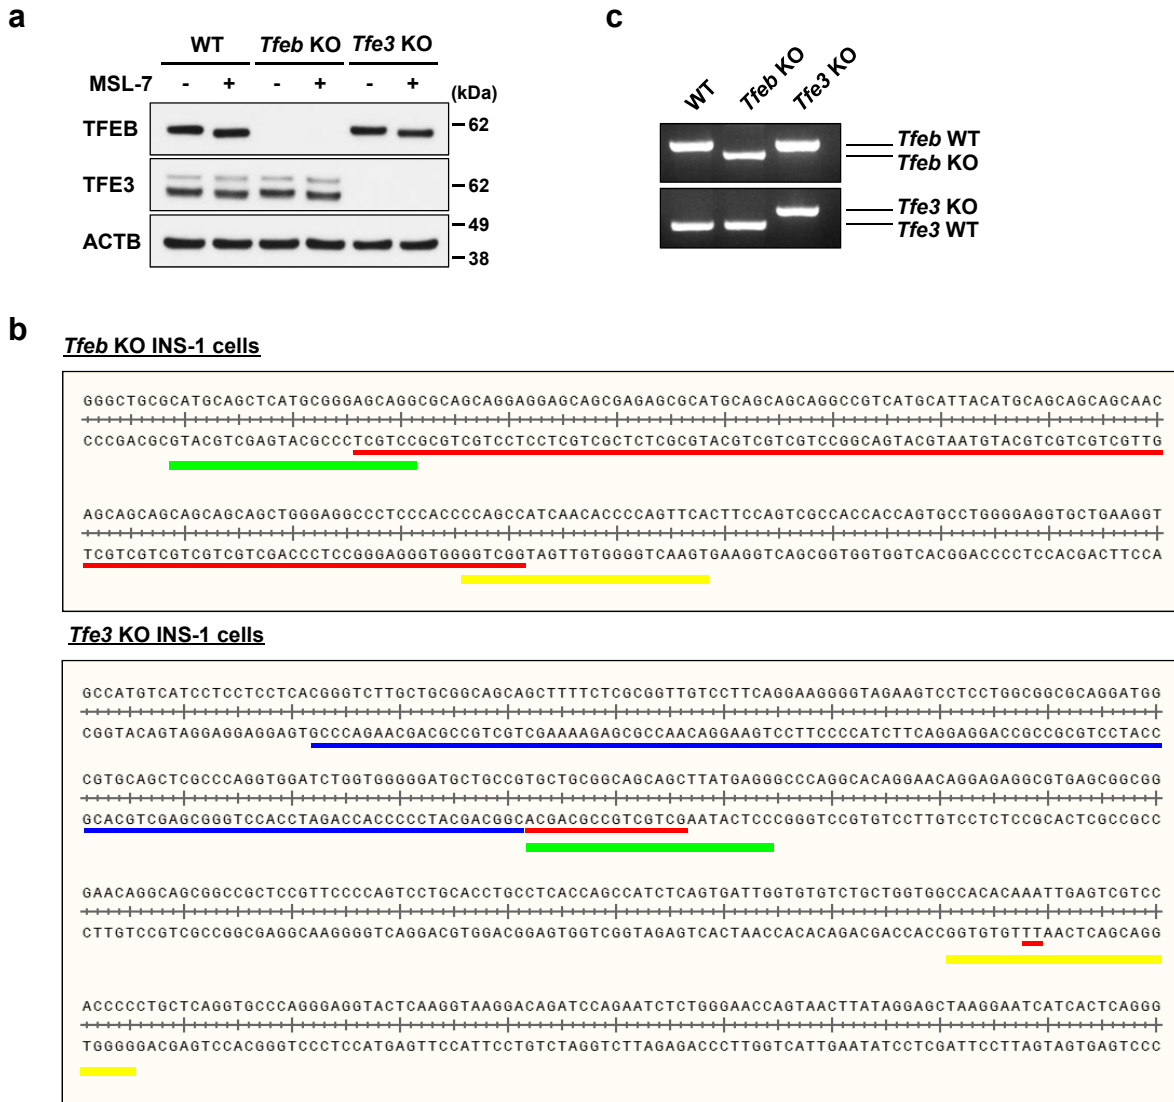 a
WT Tfeb KO Tfe3 KO
MSL-7 - + - + - + (kDa)
TFEB 62
TFE3 62
ACTB 49
38
c
WT Tfeb KO Tfe3 KO
Tfeb WT
Tfeb KO
Tfe3 KO
Tfe3 WT
b
Tfeb KO INS-1 cells
GGGCTGCGCATGCAGCTCATGCGGGAGCAGGCGCAGCAGGAGGAGCAGCGAGAGCGCATGCAGCAGCAGGCCGTCATGCATTACATGCAGCAGCAGCAAC
CCCGACGCGTACGTCGAGTACGCCCTCGTCCGCGTCGTCCTCCTCGTCGCTCTCGCGTACGTCGTCGTCCGGCAGTACGTAATGTACGTCGTCGTCGTTG
AGCAGCAGCAGCAGCAGCTGGGAGGCCCTCCCACCCCAGCCATCAACACCCCAGTTCACTTCCAGTCGCCACCACCAGTGCCTGGGGAGGTGCTGAAGGT
TCGTCGTCGTCGTCGTCGACCCTCCGGGAGGGTGGGGTCGGTAGTTGTGGGGTCAAGTGAAGGTCAGCGGTGGTGGTCACGGACCCCTCCACGACTTCCA
Tfe3 KO INS-1 cells
GCCATGTCATCCTCCTCCTCACGGGTCTTGCTGCGGCAGCAGCTTTTCTCGCGGTTGTCCTTCAGGAAGGGGTAGAAGTCCTCCTGGCGGCGCAGGATGG
CGGTACAGTAGGAGGAGGAGTGCCCAGAACGACGCCGTCGTCGAAAAGAGCGCCAACAGGAAGTCCTTCCCCATCTTCAGGAGGACCGCCGCGTCCTACC
CGTGCAGCTCGCCCAGGTGGATCTGGTGGGGGATGCTGCCGTGCTGCGGCAGCAGCTTATGAGGGCCCAGGCACAGGAACAGGAGAGGCGTGAGCGGCGG
GCACGTCGAGCGGGTCCACCTAGACCACCCCCTACGACGGCACGACGCCGTCGTCGAATACTCCCGGGTCCGTGTCCTTGTCCTCTCCGCACTCGCCGCC
GAACAGGCAGCGGCCGCTCCGTTCCCCAGTCCTGCACCTGCCTCACCAGCCATCTCAGTGATTGGTGTGTCTGCTGGTGGCCACACAAATTGAGTCGTCC
CTTGTCCGTCGCCGGCGAGGCAAGGGGTCAGGACGTGGACGGAGTGGTCGGTAGAGTCACTAACCACACAGACGACCACCGGTGTGTTTAACTCAGCAGG
ACCCCCTGCTCAGGTGCCCAGGGAGGTACTCAAGGTAAGGACAGATCCAGAATCTCTGGGAACCAGTAACTTATAGGAGCTAAGGAATCATCACTCAGGG
TGGGGGACGAGTCCACGGGTCCCTCCATGAGTTCCATTCCTGTCTAGGTCTTAGAGACCCTTGGTCATTGAATATCCTCGATTCCTTAGTAGTGAGTCCC